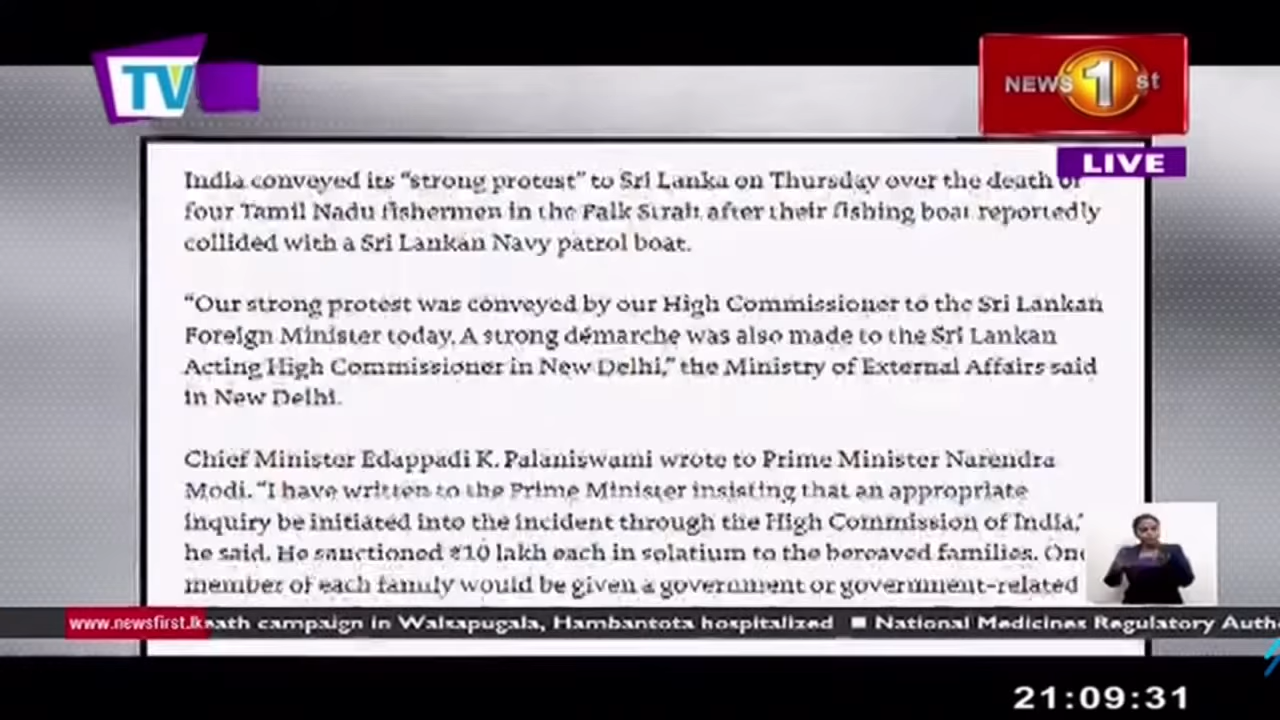 TV
NEWS 1st
LIVE
India conveyed its “strong protest” to Sri Lanka on Thursday over the death of
four Tamil Nadu fishermen in the Palk Strait after their fishing boat reportedly
collided with a Sri Lankan Navy patrol boat.
“Our strong protest was conveyed by our High Commissioner to the Sri Lankan
Foreign Minister today. A strong démarche was also made to the Sri Lankan
Acting High Commissioner in New Delhi,” the Ministry of External Affairs said
in New Delhi.
Chief Minister Edappadi K. Palaniswami wrote to Prime Minister Narendra
Modi. “I have written to the Prime Minister insisting that an appropriate
inquiry be initiated into the incident through the High Commission of India,”
he said. He sanctioned ₹10 lakh each in solatium to the bereaved families. One
member of each family would be given a government or government-related
www.newsfirst.lk eath campaign in Walsapugala, Hambantota hospitalized ■ National Medicines Regulatory Autho
21:09:31